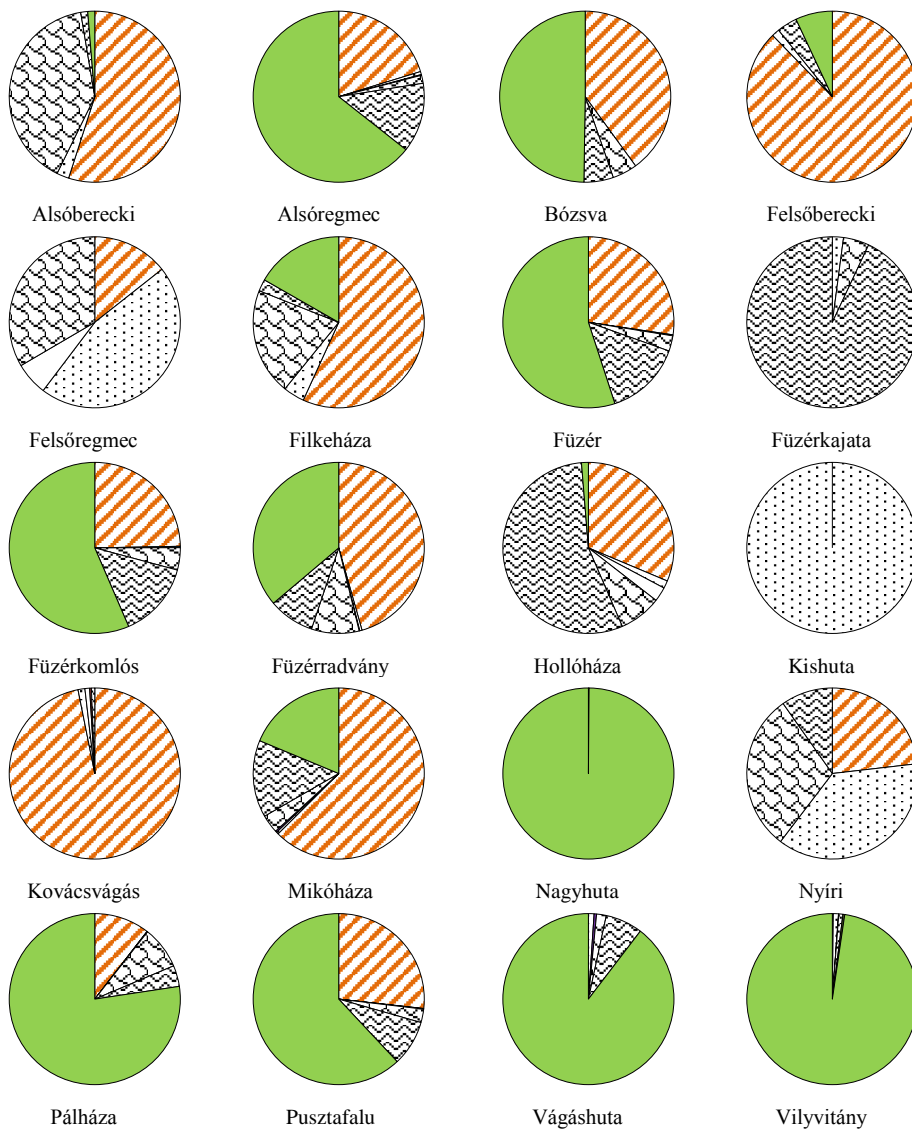 Alsóberecki Alsóregmec Bózsva Felsőberecki
Felsőregmec Filkeháza Füzér Füzérkajata
Füzérkomlós Füzérradvány Hollóháza Kishuta
Kovácsvágás Mikóháza Nagyhuta Nyíri
Pálháza Pusztafalu Vágáshuta Vilyvitány